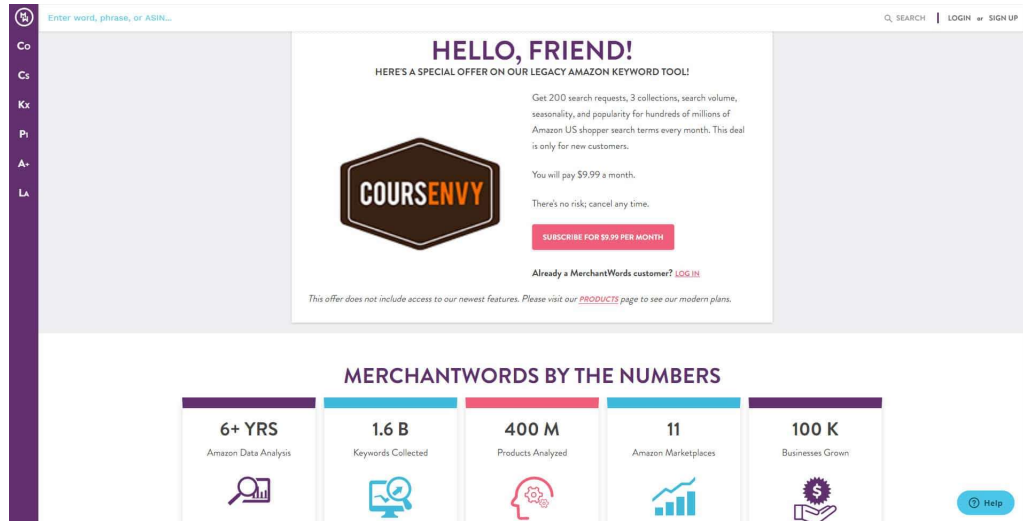 Enter word, phrase, or ASIN...
SEARCH
LOGIN or SIGN UP
Co
Cs
Kx
Pi
A+
LA
HELLO, FRIEND!
HERE'S A SPECIAL OFFER ON OUR LEGACY AMAZON KEYWORD TOOL!
COURSENVY
Get 200 search requests, 3 collections, search volume,
seasonality, and popularity for hundreds of millions of
Amazon US shopper search terms every month. This deal
is only for new customers.
You will pay $9.99 a month.
There's no risk; cancel any time.
SUBSCRIBE FOR $9.99 PER MONTH
Already a MerchantWords customer? LOG IN
This offer does not include access to our newest features. Please visit our PRODUCTS page to see our modern plans.
MERCHANTWORDS BY THE NUMBERS
6+ YRS
Amazon Data Analysis
1.6 B
Keywords Collected
400 M
Products Analyzed
11
Amazon Marketplaces
100 K
Businesses Grown
Help